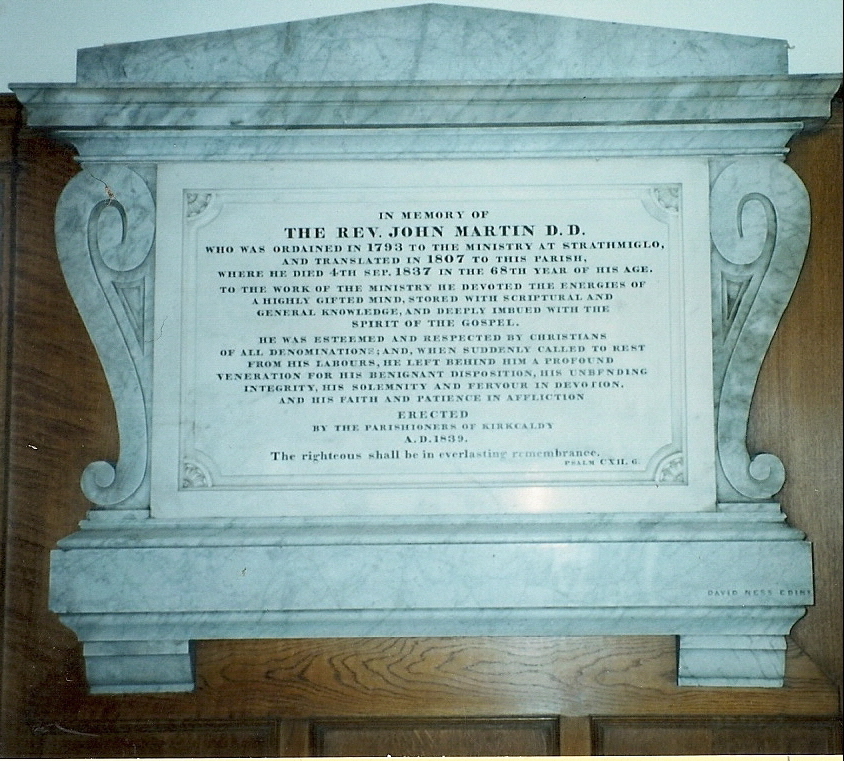 IN MEMORY OF
THE REV. JOHN MARTIN D.D.
WHO WAS ORDAINED IN 1793 TO THE MINISTRY AT STRATHMIGLO,
AND TRANSLATED IN 1807 TO THIS PARISH,
WHERE HE DIED 4TH SEP. 1837 IN THE 68TH YEAR OF HIS AGE.
TO THE WORK OF THE MINISTRY HE DEVOTED THE ENERGIES OF
A HIGHLY GIFTED MIND, STORED WITH SCRIPTURAL AND
GENERAL KNOWLEDGE, AND DEEPLY IMBUED WITH THE
SPIRIT OF THE GOSPEL.
HE WAS ESTEEMED AND RESPECTED BY CHRISTIANS
OF ALL DENOMINATIONS; AND, WHEN SUDDENLY CALLED TO REST
FROM HIS LABOURS, HE LEFT BEHIND HIM A PROFOUND
VENERATION FOR HIS BENIGNANT DISPOSITION, HIS UNBENDING
INTEGRITY, HIS SOLEMNITY AND FERVOUR IN DEVOTION,
AND HIS FAITH AND PATIENCE IN AFFLICTION
ERECTED
BY THE PARISHIONERS OF KIRKCALDY
A.D. 1839.
The righteous shall be in everlasting remembrance.
PSALM CXII. 6.
DAVID NESS EDINR